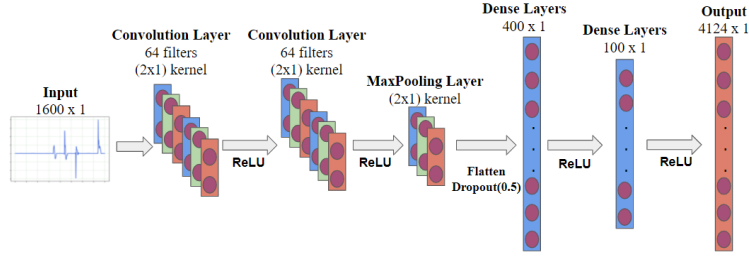 Input
1600 x 1
Convolution Layer
64 filters
(2x1) kernel
ReLU
Convolution Layer
64 filters
(2x1) kernel
ReLU
MaxPooling Layer
(2x1) kernel
Flatten
Dropout(0.5)
Dense Layers
400 x 1
ReLU
Dense Layers
100 x 1
ReLU
Output
4124 x 1